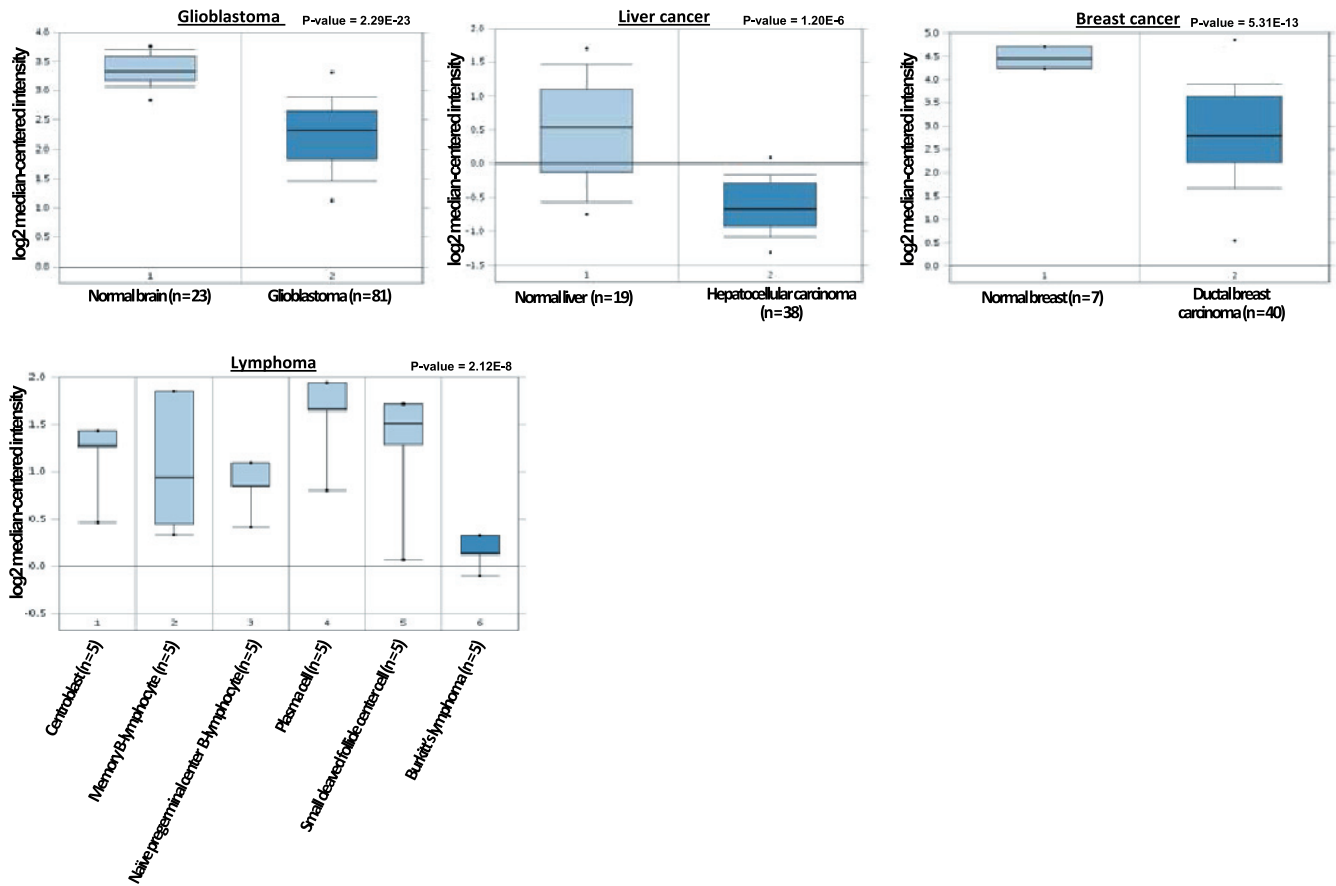 Glioblastoma P-value = 2.29E-23
log2 median-centered intensity
4.0
3.5
3.0
2.5
2.0
1.5
1.0
0.5
0.0
1 2
Normal brain (n = 23) Glioblastoma (n = 81)
Liver cancer P-value = 1.20E-6
log2 median-centered intensity
2.0
1.5
1.0
0.5
0.0
-0.5
-1.0
-1.5
1 2
Normal liver (n = 19) Hepatocellular carcinoma
(n = 38)
Breast cancer P-value = 5.31E-13
log2 median-centered intensity
5.0
4.5
4.0
3.5
3.0
2.5
2.0
1.5
1.0
0.5
0.0
1 2
Normal breast (n = 7) Ductal breast
carcinoma (n = 40)
Lymphoma P-value = 2.12E-8
log2 median-centered intensity
2.0
1.5
1.0
0.5
0.0
-0.5
1 2 3 4 5 6
Centroblast (n = 5)
Memory B-lymphocyte (n = 5)
Naïve pregerminal center B-lymphocyte (n = 5)
Plasma cell (n = 5)
Small cleaved follicle center cell (n = 5)
Burkitt's lymphoma (n = 5)